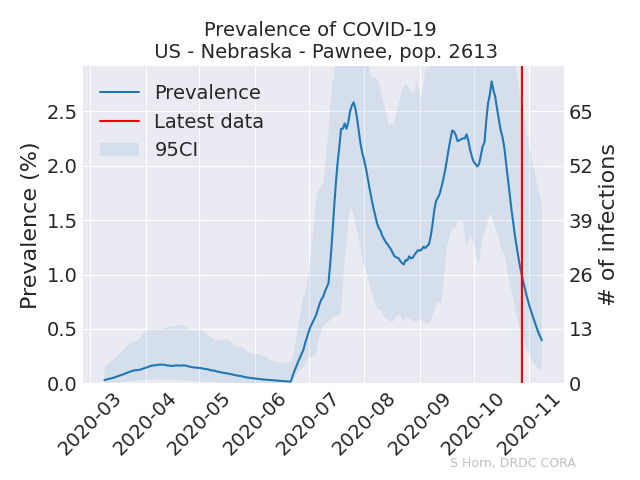 Prevalence of COVID-19
US - Nebraska - Pawnee, pop. 2613
Prevalence
Latest data
95CI
Prevalence (%)
2.5
2.0
1.5
1.0
0.5
0.0
65
52
39
26
13
0
# of infections
2020-03
2020-04
2020-05
2020-06
2020-07
2020-08
2020-09
2020-10
2020-11
S Horn, DRDC CORA